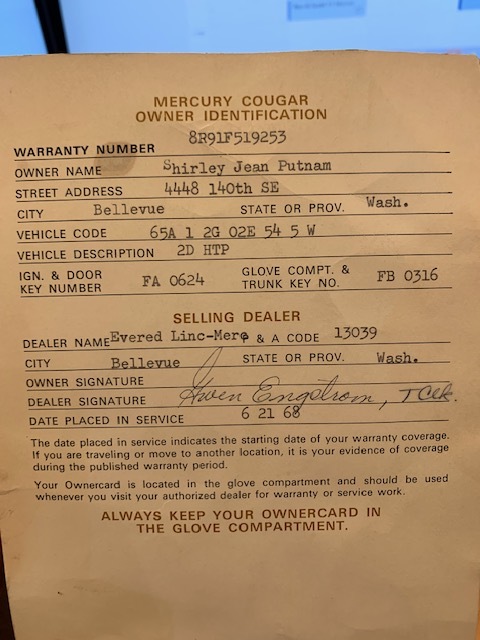 MERCURY COUGAR
OWNER IDENTIFICATION
WARRANTY NUMBER 8R91F519253
OWNER NAME Shirley Jean Putnam
STREET ADDRESS 4448 140th SE
CITY Bellevue STATE OR PROV. Wash.
VEHICLE CODE 65A 1 2G 02E 54 5 W
VEHICLE DESCRIPTION 2D HTP
IGN. & DOOR KEY NUMBER FA 0624 GLOVE COMPT. & TRUNK KEY NO. FB 0316
SELLING DEALER
DEALER NAME Evered Linc-Merc P & A CODE 13039
CITY Bellevue STATE OR PROV. Wash.
OWNER SIGNATURE
DEALER SIGNATURE Gwen Engstrom, T Clk.
DATE PLACED IN SERVICE 6 21 68
The date placed in service indicates the starting date of your warranty coverage.
If you are traveling or move to another location, it is your evidence of coverage
during the published warranty period.
Your Ownercard is located in the glove compartment and should be used
whenever you visit your authorized dealer for warranty or service work.
ALWAYS KEEP YOUR OWNERCARD IN
THE GLOVE COMPARTMENT.